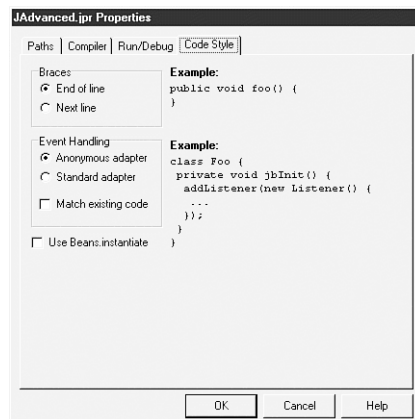 JAdvanced.jpr Properties
Paths Compiler Run/Debug Code Style
Braces
End of line
Next line
Example:
public void foo() {
}
Event Handling
Anonymous adapter
Standard adapter
Match existing code
Use Beans.instantiate
Example:
class Foo {
private void jbInit() {
addListener(new Listener() {
...
});
}
}
OK Cancel Help